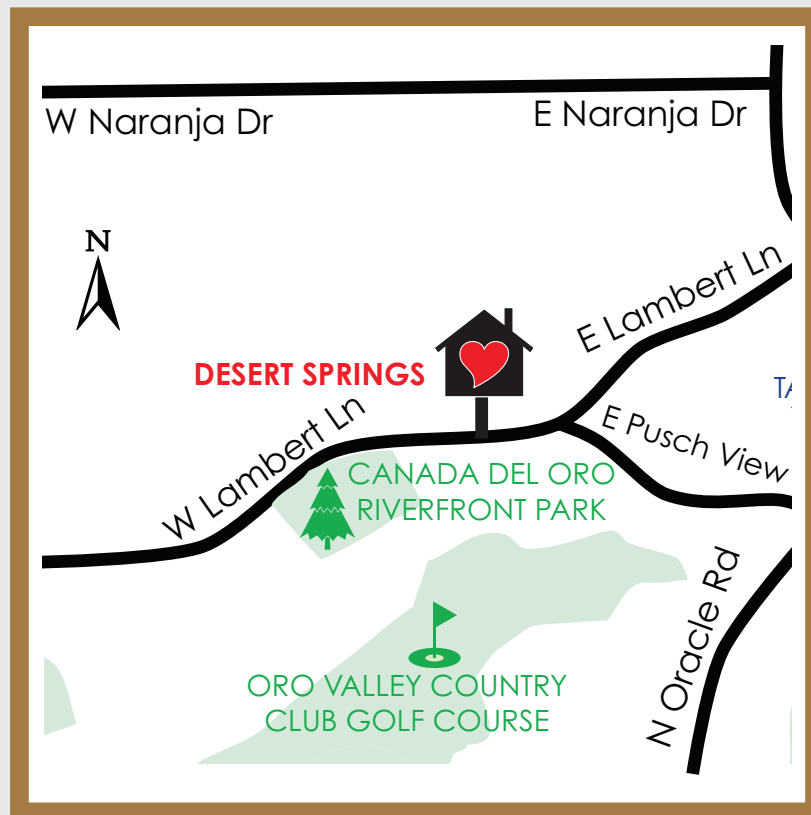 W Naranja Dr
E Naranja Dr
N
E Lambert Ln
DESERT SPRINGS
W Lambert Ln
E Pusch View
CANADA DEL ORO
RIVERFRONT PARK
N Oracle Rd
ORO VALLEY COUNTRY
CLUB GOLF COURSE